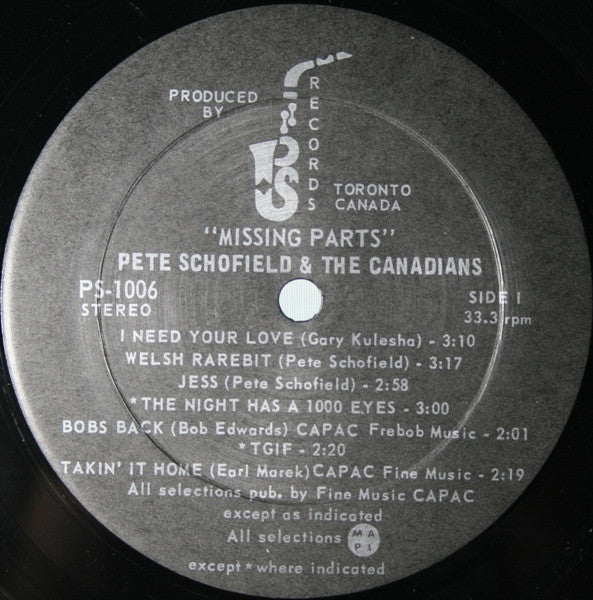 PRODUCED
BY
PS
RECORDS
TORONTO
CANADA
"MISSING PARTS"
PETE SCHOFIELD & THE CANADIANS
PS-1006
STEREO
SIDE I
33.3 rpm
I NEED YOUR LOVE (Gary Kulesha) - 3:10
WELSH RAREBIT (Pete Schofield) - 3:17
JESS (Pete Schofield) - 2:58
*THE NIGHT HAS A 1000 EYES - 3:00
BOBS BACK (Bob Edwards) CAPAC Frebob Music - 2:01
*TGIF - 2:20
TAKIN' IT HOME (Earl Marek) CAPAC Fine Music - 2:19
All selections pub. by Fine Music CAPAC
except as indicated
All selections M A P L
except * where indicated